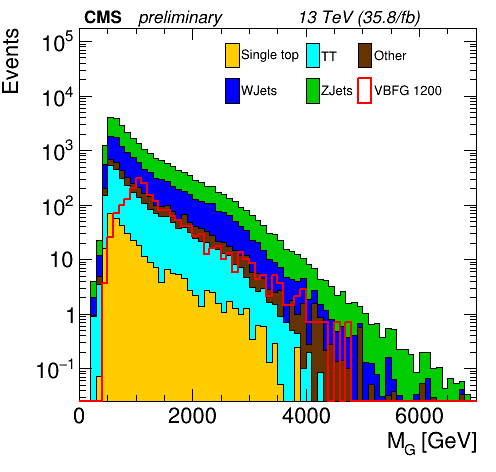 CMS preliminary 13 TeV (35.8/fb)
Events
10⁵
10⁴
10³
10²
10
1
10⁻¹
Single top TT Other
WJets ZJets VBFG 1200
0 2000 4000 6000
M_G [GeV]